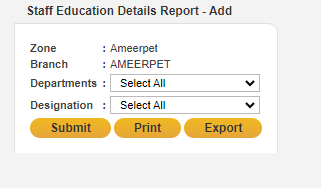 Staff Education Details Report - Add
Zone : Ameerpet
Branch : AMEERPET
Departments : Select All
Designation : Select All
Submit Print Export